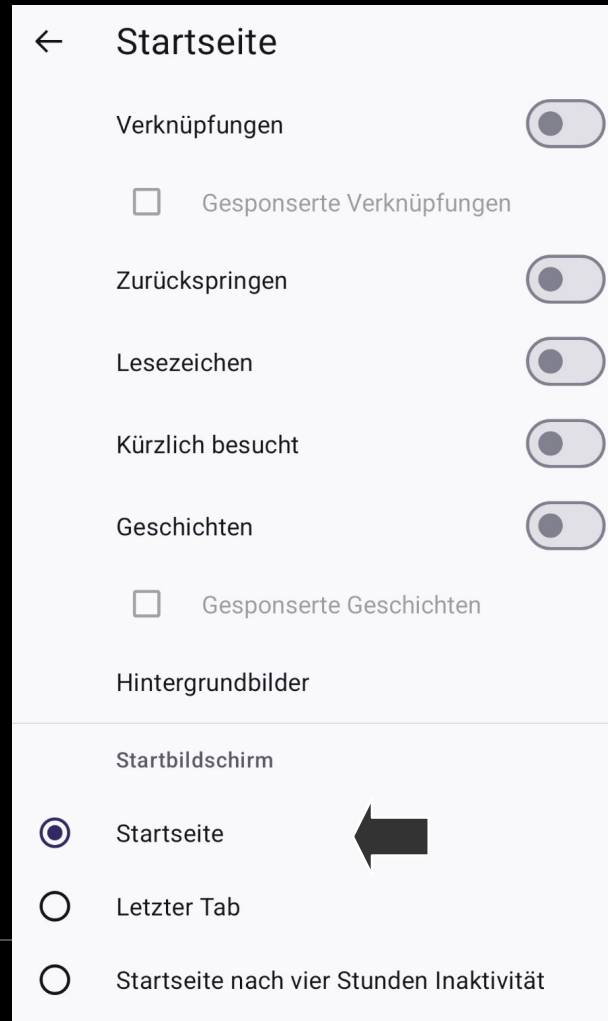 Startseite
Verknüpfungen
Gesponserte Verknüpfungen
Zurückspringen
Lesezeichen
Kürzlich besucht
Geschichten
Gesponserte Geschichten
Hintergrundbilder
Startbildschirm
Startseite
Letzter Tab
Startseite nach vier Stunden Inaktivität